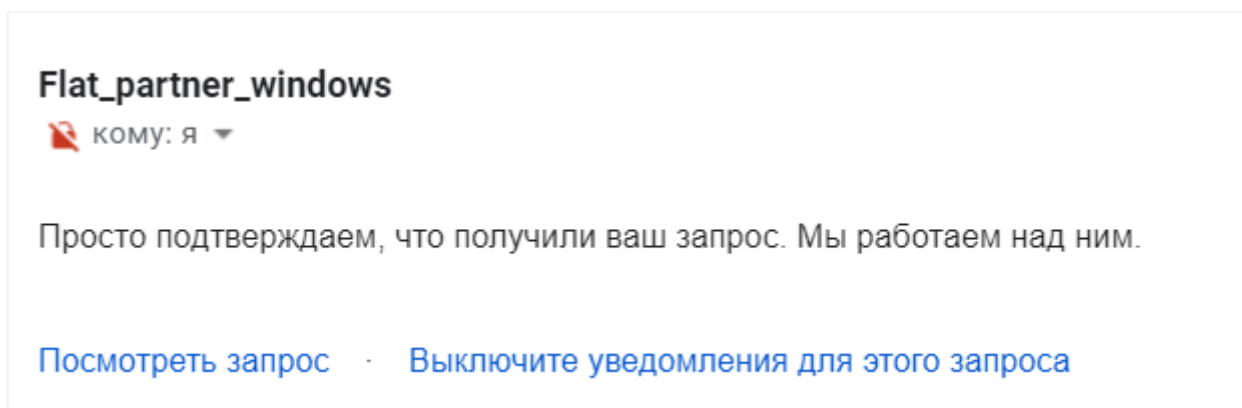 Flat_partner_windows
кому: я
Просто подтверждаем, что получили ваш запрос. Мы работаем над ним.
Посмотреть запрос · Выключите уведомления для этого запроса